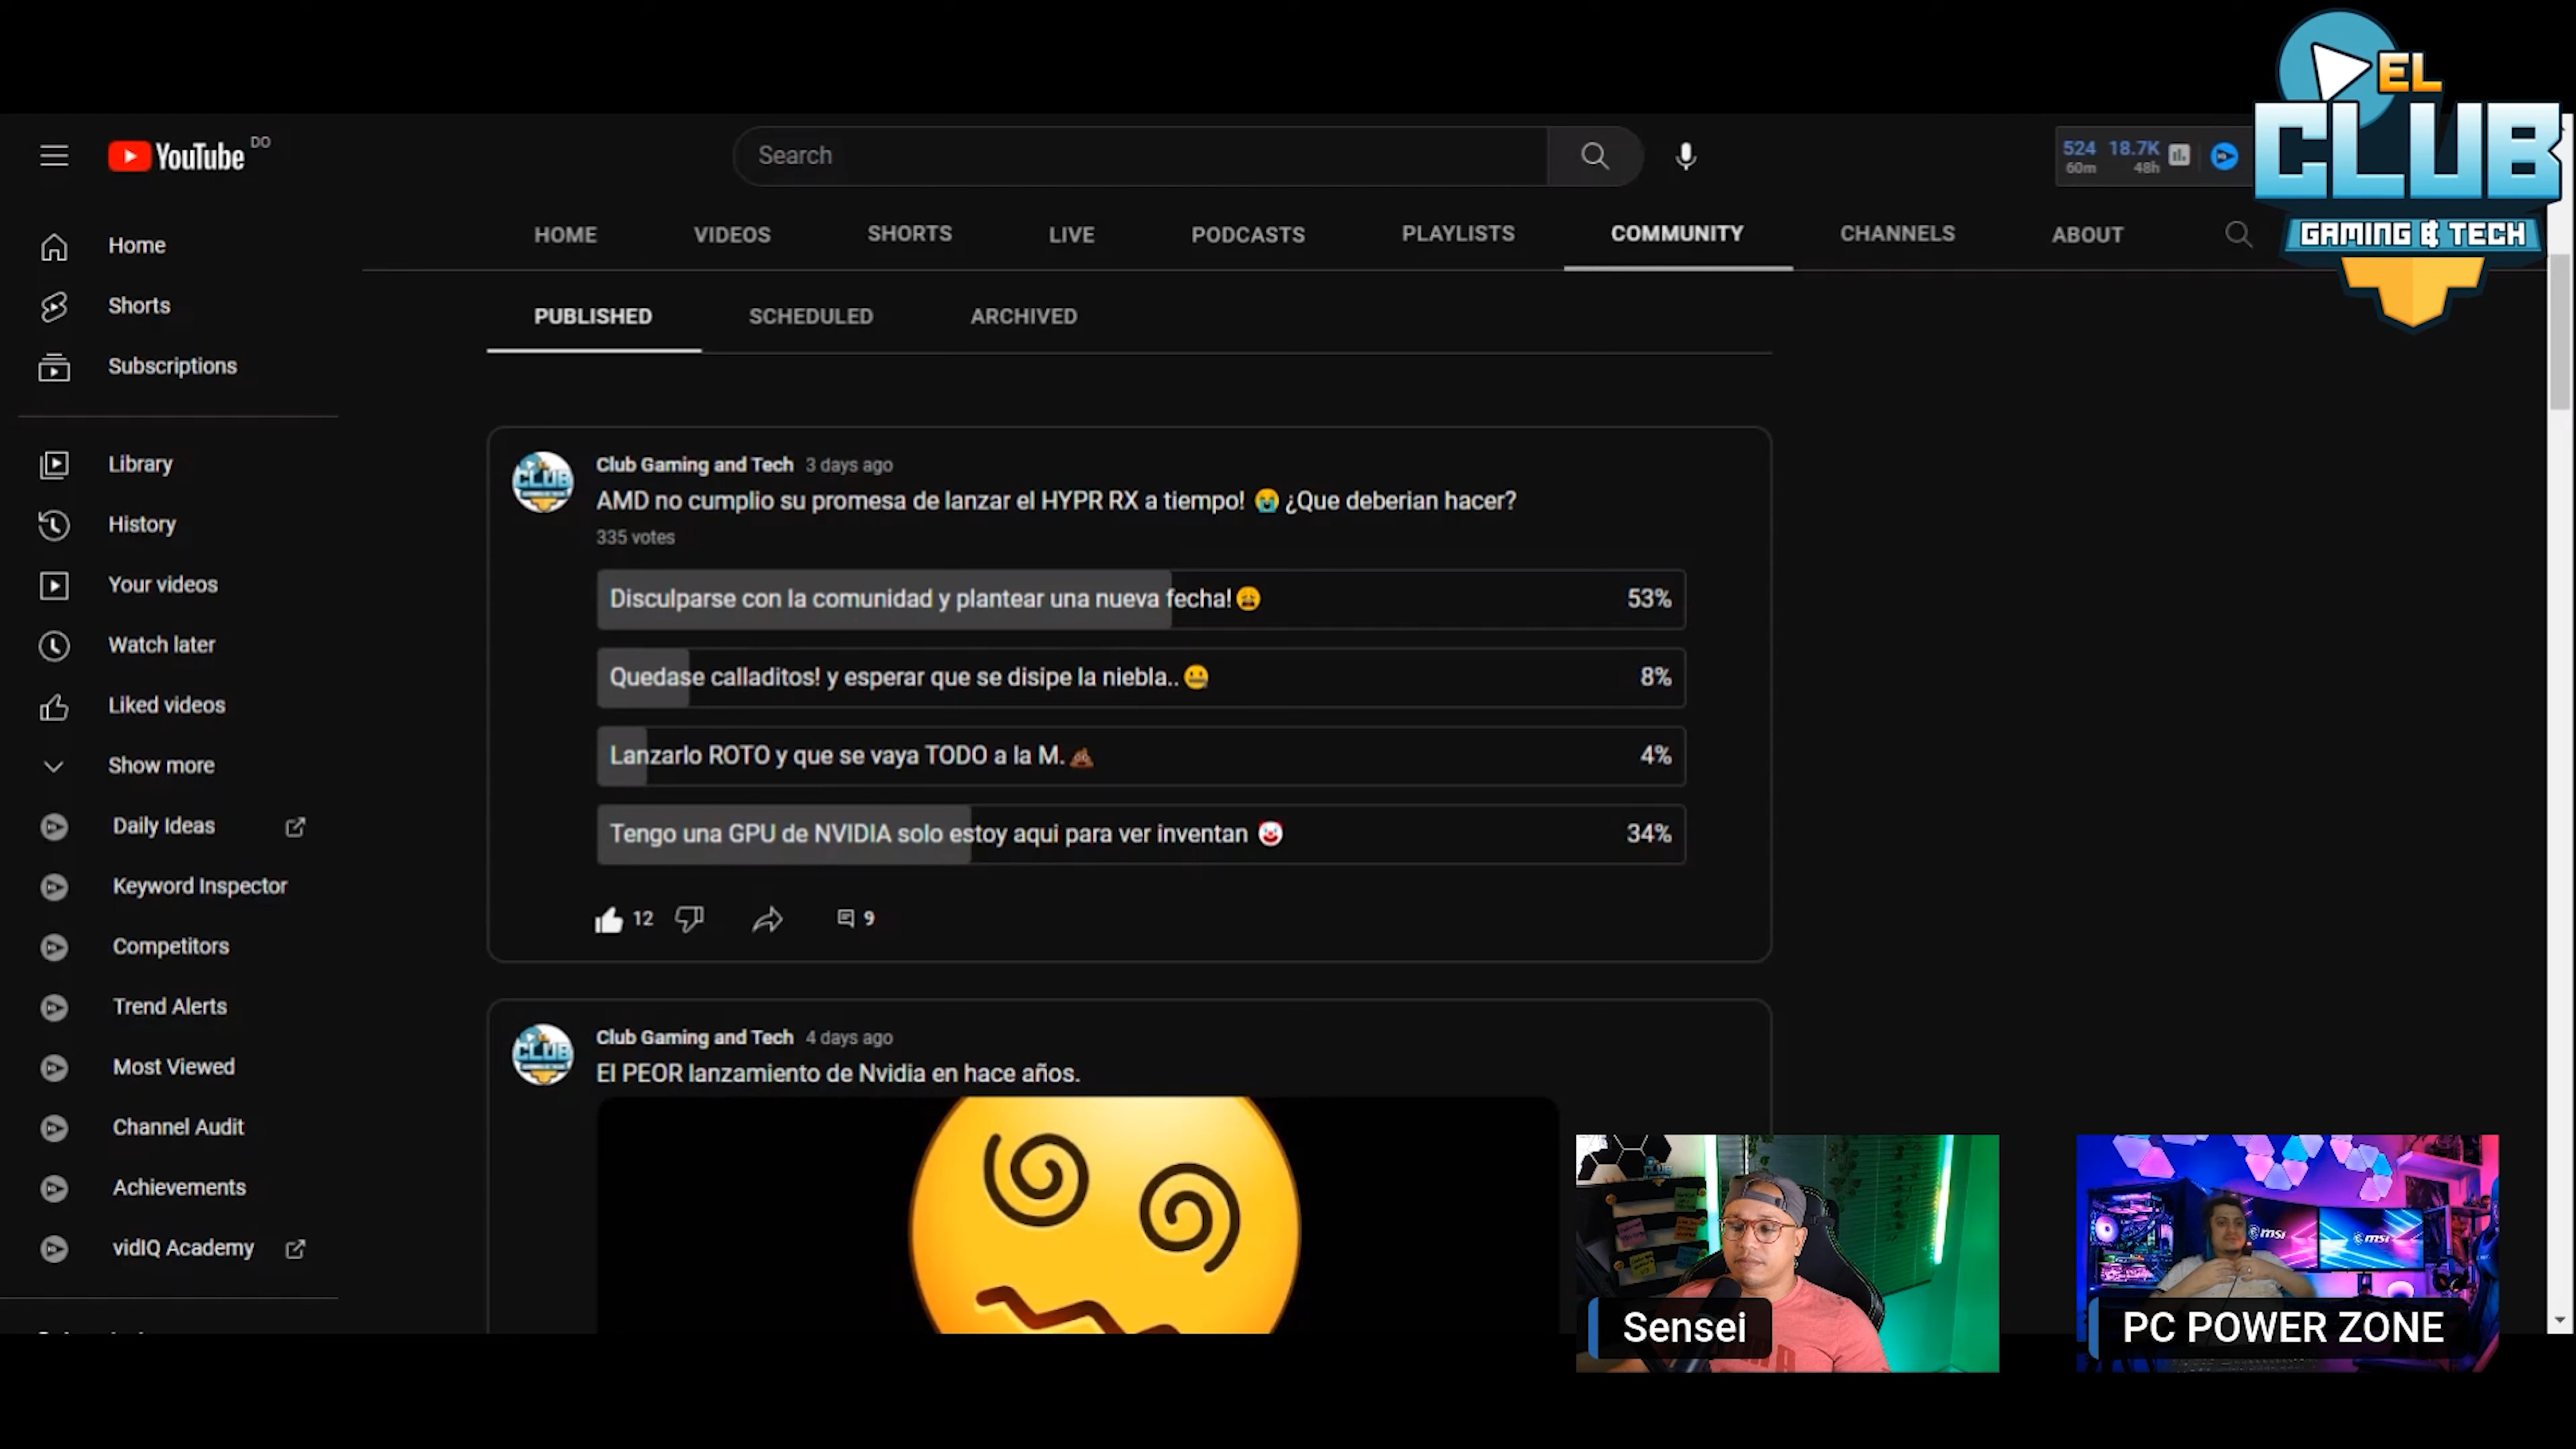 EL
CLUB
GAMING & TECH
YouTube DO
Search
524 18.7K
60m 48h
HOME VIDEOS SHORTS LIVE PODCASTS PLAYLISTS COMMUNITY CHANNELS ABOUT
PUBLISHED SCHEDULED ARCHIVED
Home
Shorts
Subscriptions
Library
History
Your videos
Watch later
Liked videos
Show more
Daily Ideas
Keyword Inspector
Competitors
Trend Alerts
Most Viewed
Channel Audit
Achievements
vidIQ Academy
CLUB
Club Gaming and Tech 3 days ago
AMD no cumplio su promesa de lanzar el HYPR RX a tiempo! 😭 ¿Que deberian hacer?
335 votes
Disculparse con la comunidad y plantear una nueva fecha!😩 53%
Quedase calladitos! y esperar que se disipe la niebla..🤐 8%
Lanzarlo ROTO y que se vaya TODO a la M.💩 4%
Tengo una GPU de NVIDIA solo estoy aqui para ver inventan 🤡 34%
12 9
CLUB
Club Gaming and Tech 4 days ago
El PEOR lanzamiento de Nvidia en hace años.
msi
msi
Sensei
PC POWER ZONE